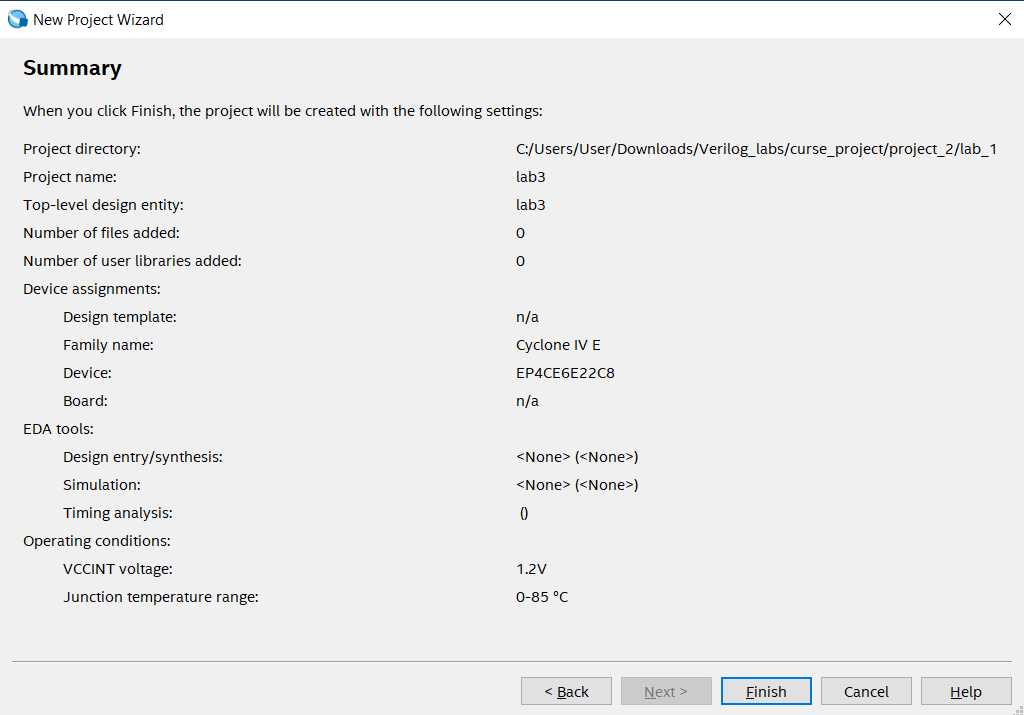 New Project Wizard
Summary
When you click Finish, the project will be created with the following settings:
Project directory: C:/Users/User/Downloads/Verilog_labs/curse_project/project_2/lab_1
Project name: lab3
Top-level design entity: lab3
Number of files added: 0
Number of user libraries added: 0
Device assignments:
Design template: n/a
Family name: Cyclone IV E
Device: EP4CE6E22C8
Board: n/a
EDA tools:
Design entry/synthesis: <None> (<None>)
Simulation: <None> (<None>)
Timing analysis: ()
Operating conditions:
VCCINT voltage: 1.2V
Junction temperature range: 0-85 °C
< Back Next > Finish Cancel Help